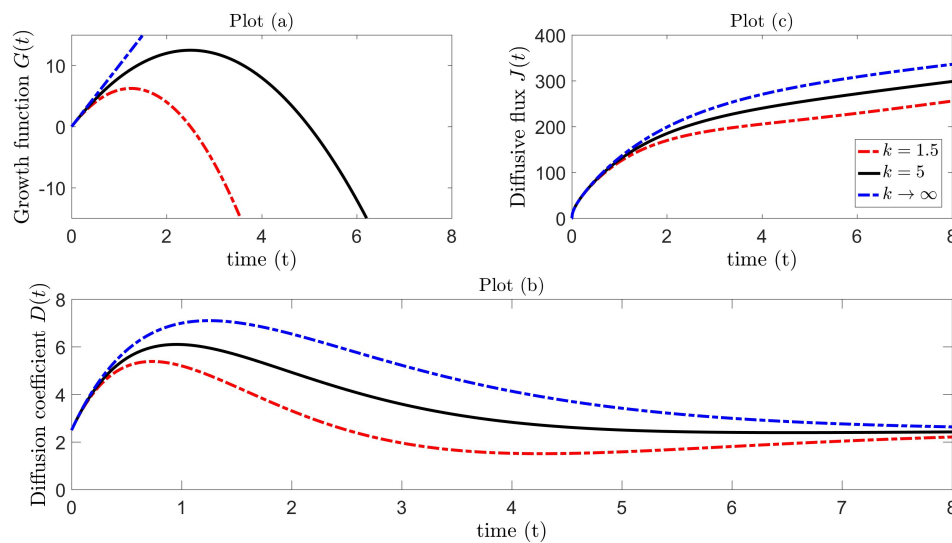 Plot (a)
Growth function G(t)
10
0
-10
0 2 4 6 8
time (t)
Plot (c)
Diffusive flux J(t)
400
300
200
100
0
k = 1.5
k = 5
k → ∞
0 2 4 6 8
time (t)
Plot (b)
Diffusion coefficient D(t)
8
6
4
2
0
0 1 2 3 4 5 6 7 8
time (t)